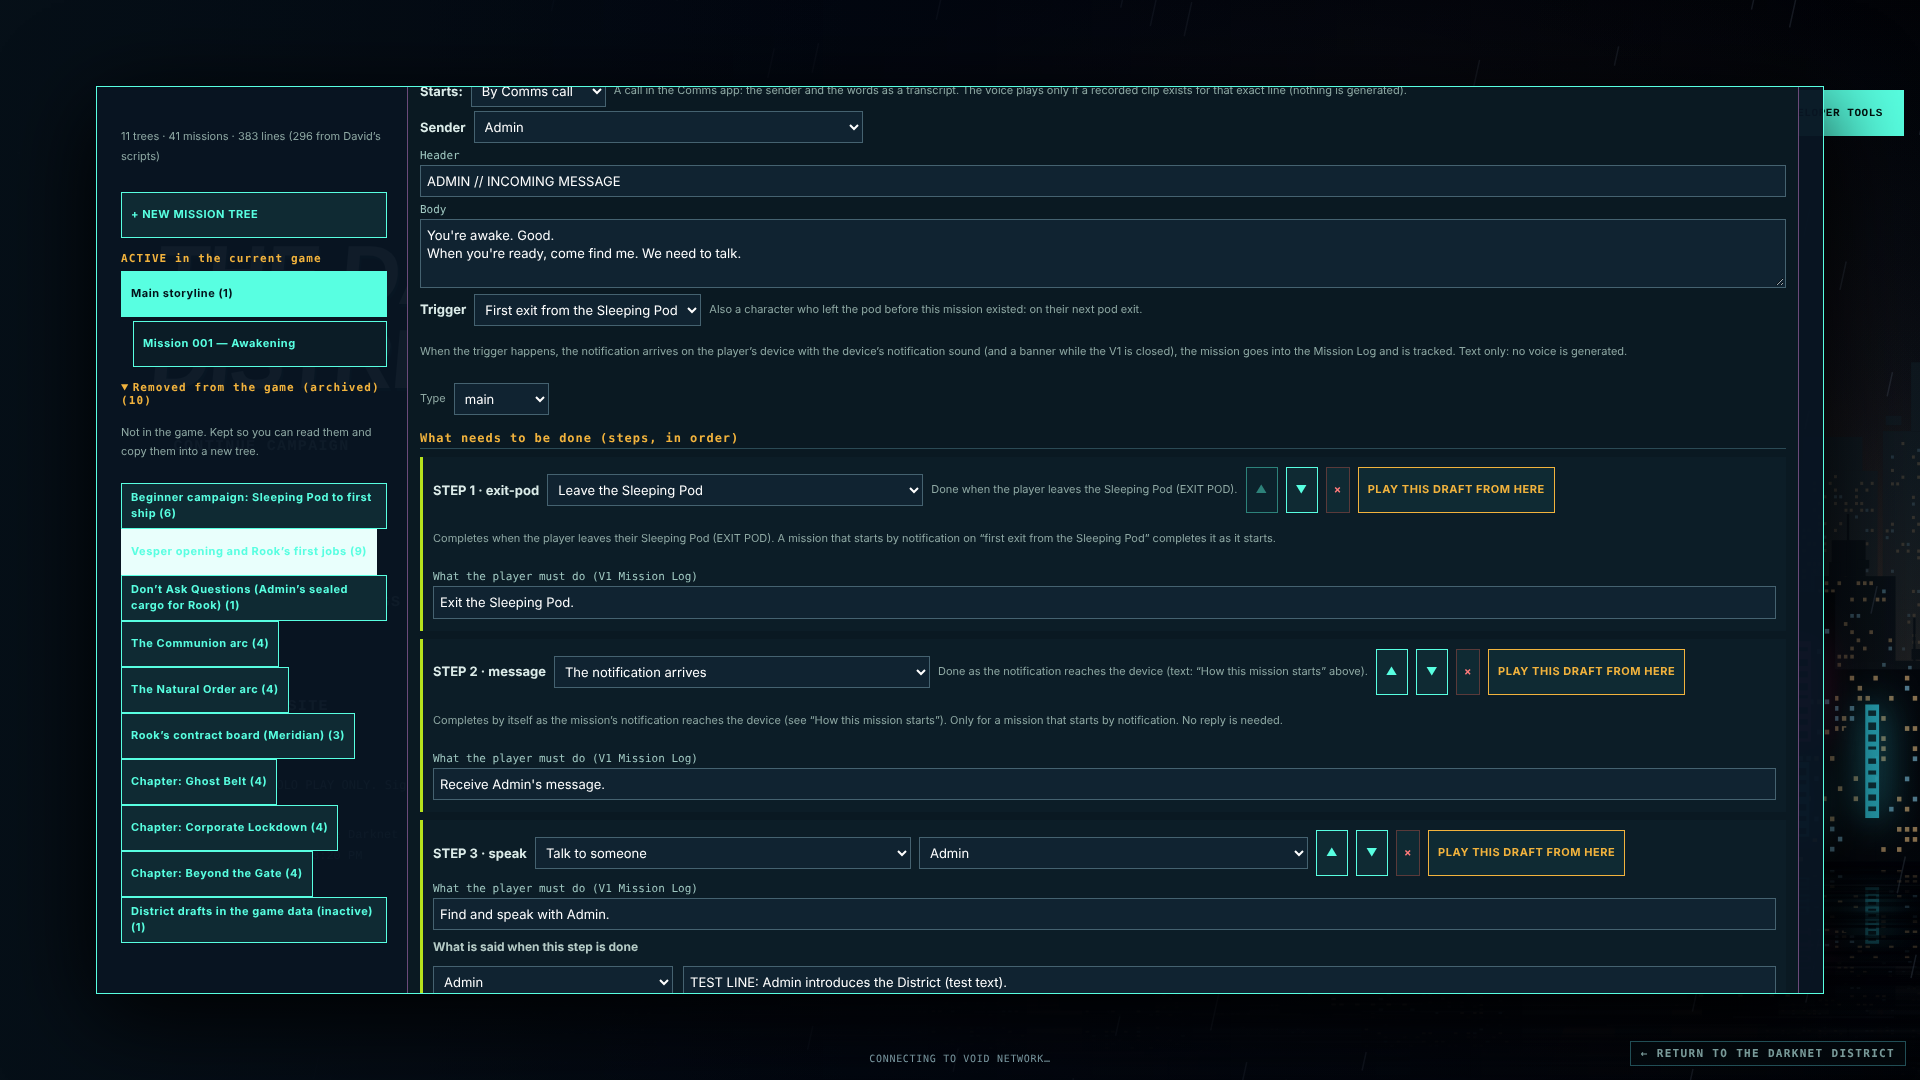 11 trees · 41 missions · 383 lines (296 from David's
scripts)
+ NEW MISSION TREE
ACTIVE in the current game
Main storyline (1)
Mission 001 — Awakening
▼ Removed from the game (archived)
(10)
Not in the game. Kept so you can read them and
copy them into a new tree.
Beginner campaign: Sleeping Pod to first
ship (6)
Vesper opening and Rook's first jobs (9)
Don't Ask Questions (Admin's sealed
cargo for Rook) (1)
The Communion arc (4)
The Natural Order arc (4)
Rook's contract board (Meridian) (3)
Chapter: Ghost Belt (4)
Chapter: Corporate Lockdown (4)
Chapter: Beyond the Gate (4)
District drafts in the game data (inactive)
(1)
Starts: By Comms call A call in the Comms app: the sender and the words as a transcript. The voice plays only if a recorded clip exists for that exact line (nothing is generated).
Sender Admin
Header
ADMIN // INCOMING MESSAGE
Body
You're awake. Good.
When you're ready, come find me. We need to talk.
Trigger First exit from the Sleeping Pod Also a character who left the pod before this mission existed: on their next pod exit.
When the trigger happens, the notification arrives on the player's device with the device's notification sound (and a banner while the V1 is closed), the mission goes into the Mission Log and is tracked. Text only: no voice is generated.
Type main
What needs to be done (steps, in order)
STEP 1 · exit-pod Leave the Sleeping Pod Done when the player leaves the Sleeping Pod (EXIT POD). ▲ ▼ × PLAY THIS DRAFT FROM HERE
Completes when the player leaves their Sleeping Pod (EXIT POD). A mission that starts by notification on “first exit from the Sleeping Pod” completes it as it starts.
What the player must do (V1 Mission Log)
Exit the Sleeping Pod.
STEP 2 · message The notification arrives Done as the notification reaches the device (text: “How this mission starts” above). ▲ ▼ × PLAY THIS DRAFT FROM HERE
Completes by itself as the mission's notification reaches the device (see “How this mission starts”). Only for a mission that starts by notification. No reply is needed.
What the player must do (V1 Mission Log)
Receive Admin's message.
STEP 3 · speak Talk to someone Admin ▲ ▼ × PLAY THIS DRAFT FROM HERE
What the player must do (V1 Mission Log)
Find and speak with Admin.
What is said when this step is done
Admin TEST LINE: Admin introduces the District (test text).
TOOLS
CONNECTING TO VOID NETWORK…
← RETURN TO THE DARKNET DISTRICT